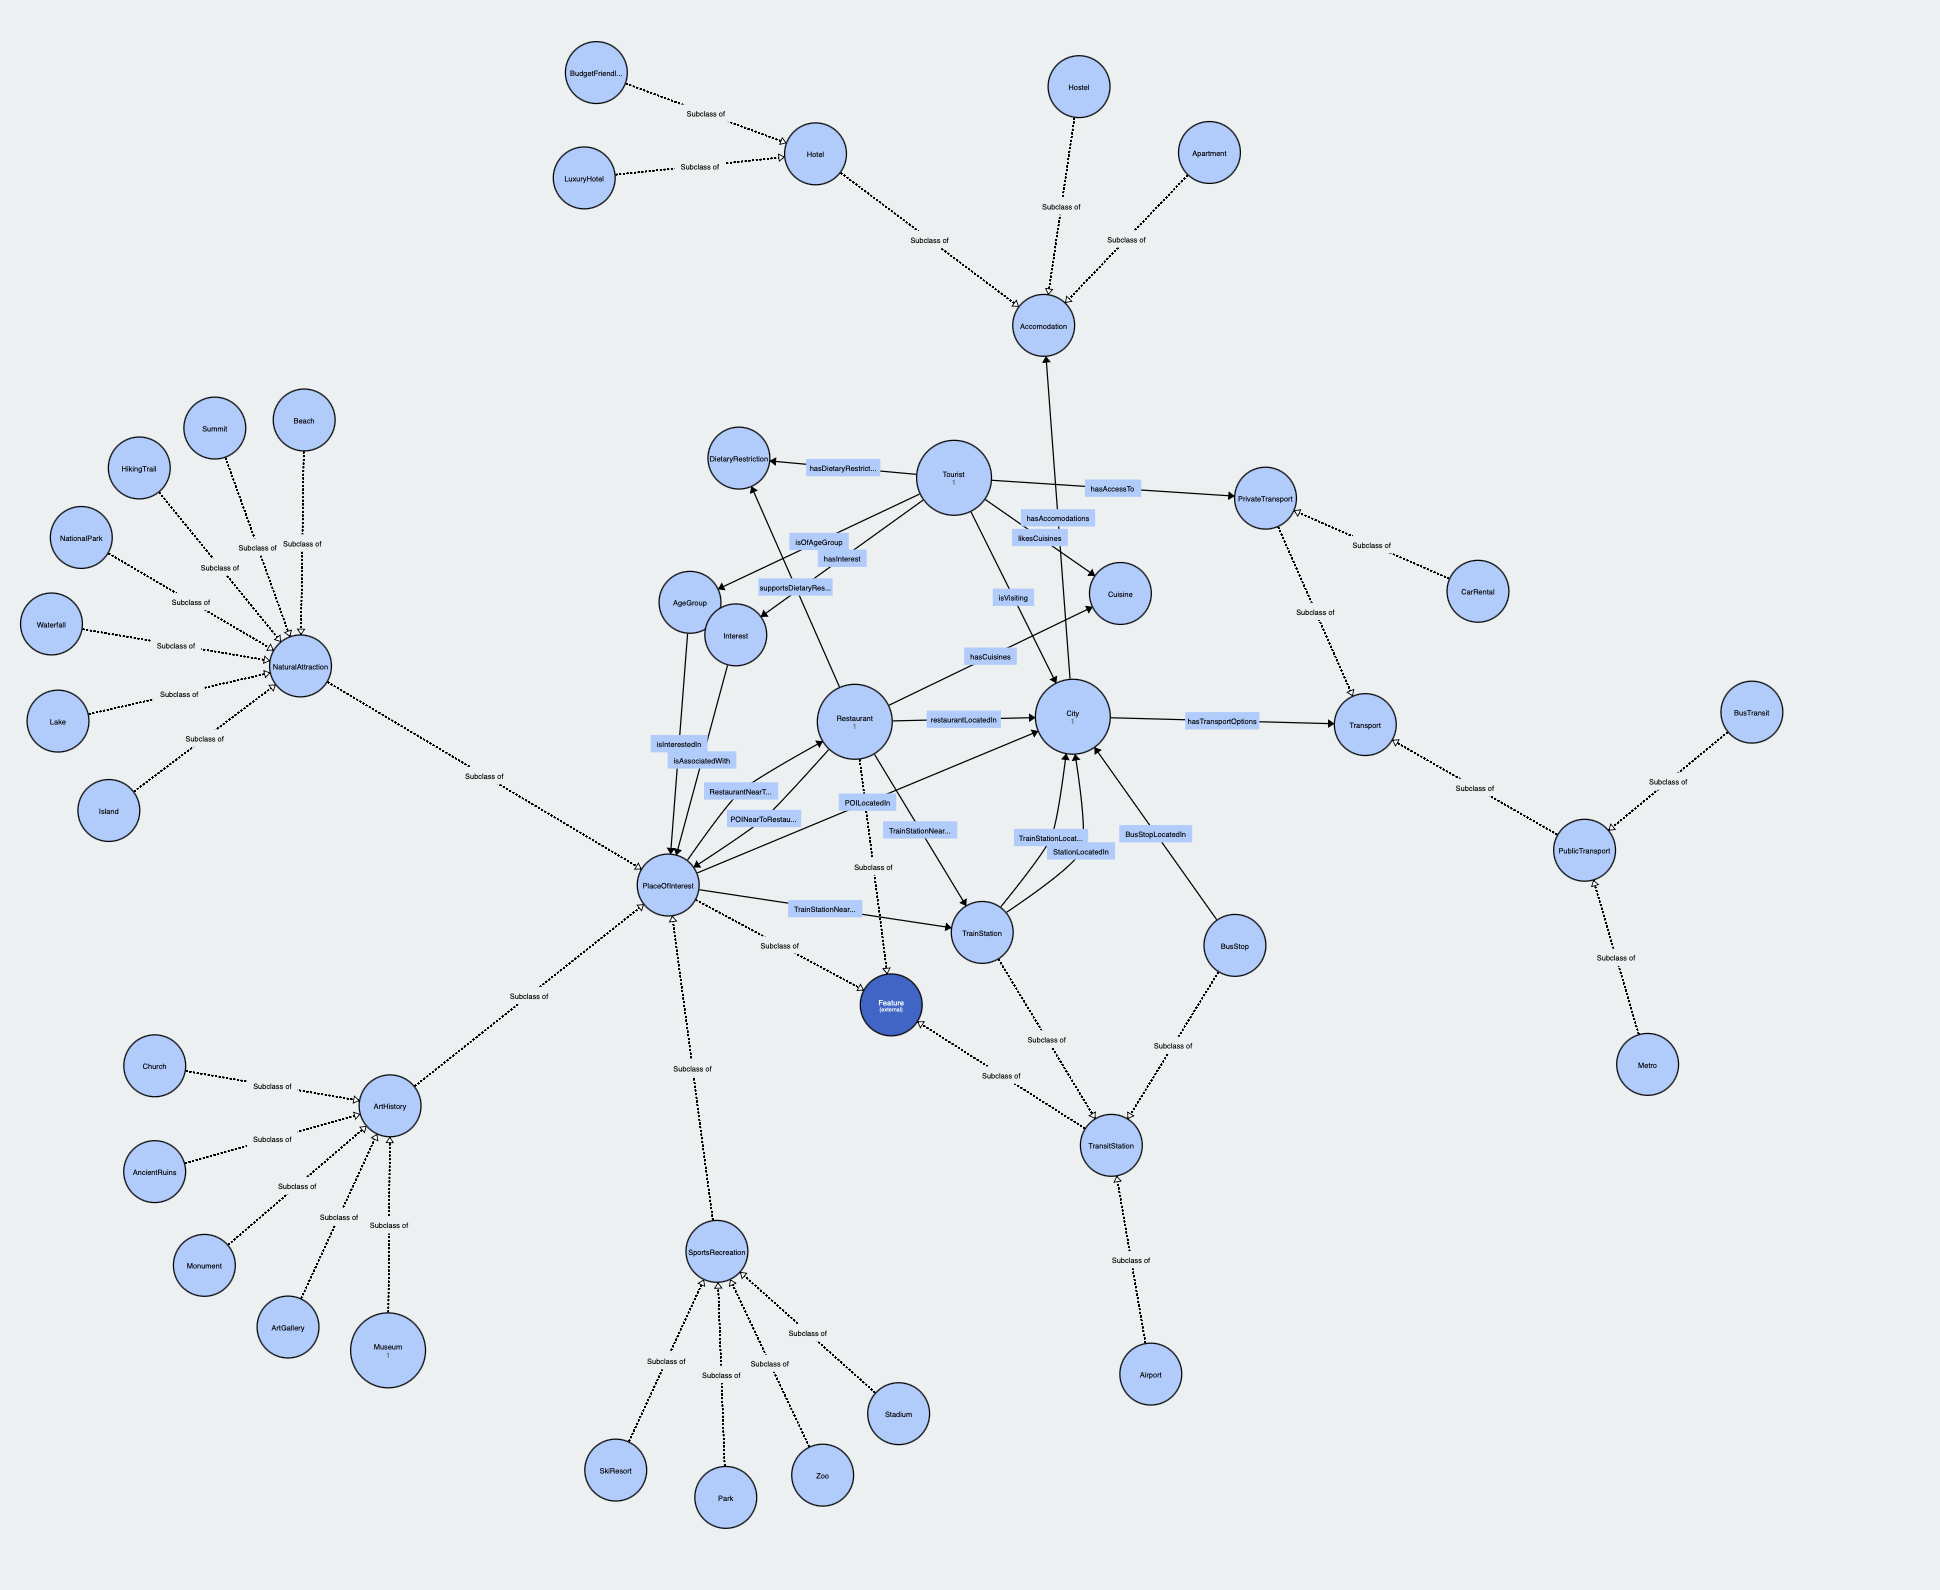 BudgetFriendl...
Hostel
Subclass of
Hotel
Apartment
Subclass of
LuxuryHotel
Subclass of
Subclass of
Subclass of
Accomodation
Beach
Summit
HikingTrail
DietaryRestriction
hasDietaryRestrict...
Tourist
1
hasAccessTo
PrivateTransport
hasAccomodations
likesCuisines
NationalPark
Subclass of
Subclass of
Subclass of
isOfAgeGroup
hasInterest
Subclass of
supportsDietaryRes...
CarRental
Cuisine
isVisiting
Subclass of
AgeGroup
Subclass of
Waterfall
Interest
Subclass of
hasCuisines
NaturalAttraction
Subclass of
Lake
Restaurant
1
restaurantLocatedIn
City
1
hasTransportOptions
Transport
BusTransit
Subclass of
isInterestedIn
isAssociatedWith
Subclass of
Subclass of
Subclass of
RestaurantNearT...
POILocatedIn
Island
POINearToRestau...
TrainStationNear...
TrainStationLocat...
BusStopLocatedIn
StationLocatedIn
PublicTransport
Subclass of
PlaceOfInterest
TrainStationNear...
TrainStation
Subclass of
BusStop
Subclass of
Subclass of
Feature
(external)
Subclass of
Subclass of
Church
Subclass of
Metro
Subclass of
Subclass of
ArtHistory
Subclass of
TransitStation
AncientRuins
Subclass of
Subclass of
Subclass of
Monument
SportsRecreation
Subclass of
ArtGallery
Museum
1
Subclass of
Subclass of
Subclass of
Subclass of
Airport
Stadium
SkiResort
Zoo
Park